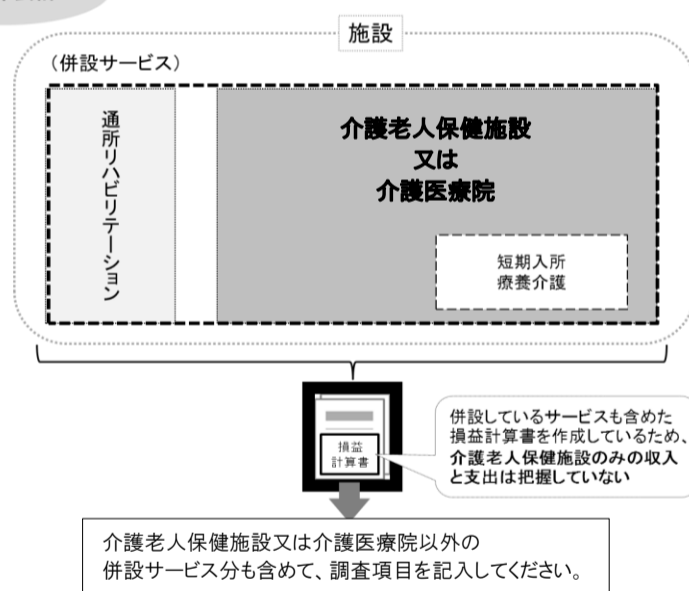 施設
（併設サービス）
通所リハビリテーション
介護老人保健施設
又は
介護医療院
短期入所
療養介護
損益
計算書
併設しているサービスも含めた
損益計算書を作成しているため、
介護老人保健施設のみの収入
と支出は把握していない
介護老人保健施設又は介護医療院以外の
併設サービス分も含めて、調査項目を記入してください。